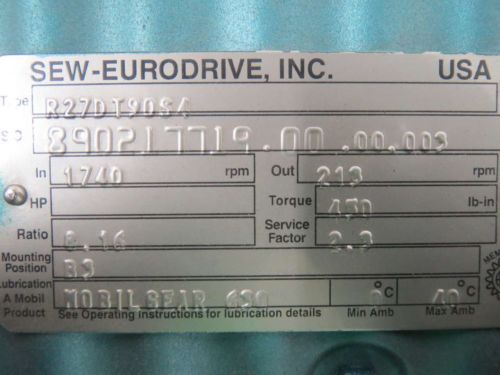 SEW-EURODRIVE, INC. USA
Type R27DT90S4
S.O. 890217719.00.00.003
In 1740 rpm Out 213 rpm
HP Torque 450 lb-in
Ratio 8.16 Service Factor
Mounting Position B3
Lubrication A Mobil Product MOBILGEAR 630 0°C 40°C
See Operating instructions for lubrication details Min Amb Max Amb